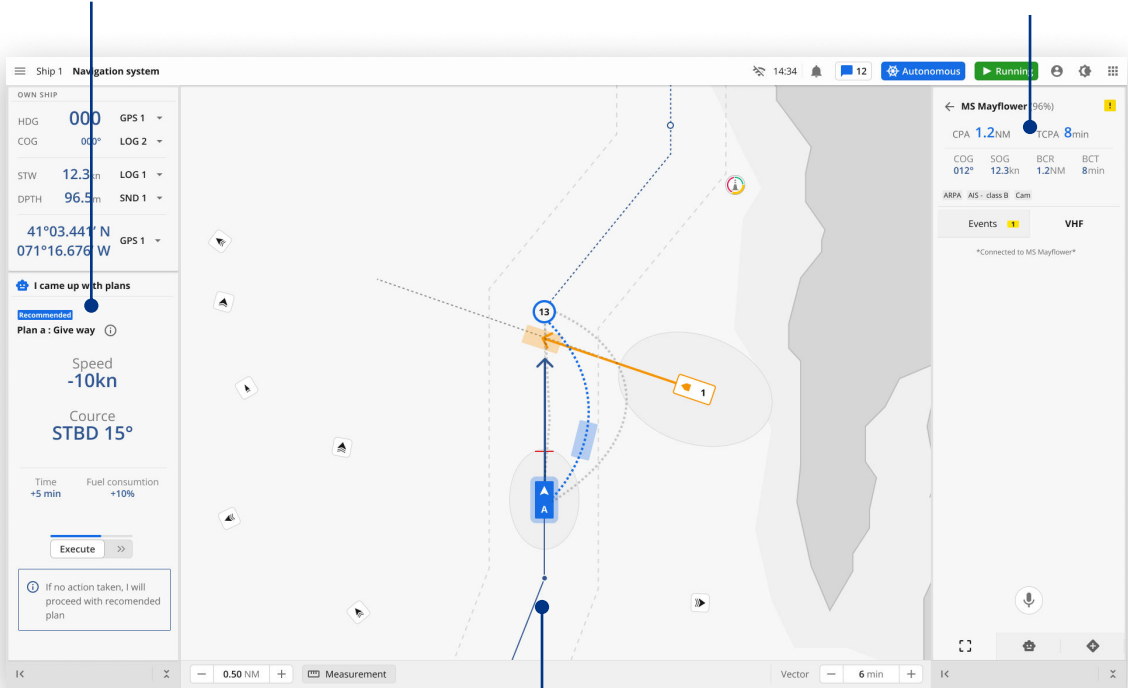 Ship 1 Navigation system
14:34
12
Autonomous
Running
OWN SHIP
HDG 000 GPS 1
COG 000° LOG 2
STW 12.3kn LOG 1
DPTH 96.5m SND 1
41°03.441' N
071°16.676' W
GPS 1
I came up with plans
Recommended
Plan a : Give way
Speed
-10kn
Cource
STBD 15°
Time Fuel consumtion
+5 min +10%
Execute
If no action taken, I will
proceed with recomended
plan
13
1
A
MS Mayflower (96%)
CPA 1.2NM TCPA 8min
COG SOG BCR BCT
012° 12.3kn 1.2NM 8min
ARPA AIS - class B Cam
Events 1 VHF
*Connected to MS Mayflower*
0.50 NM
Measurement
Vector 6 min